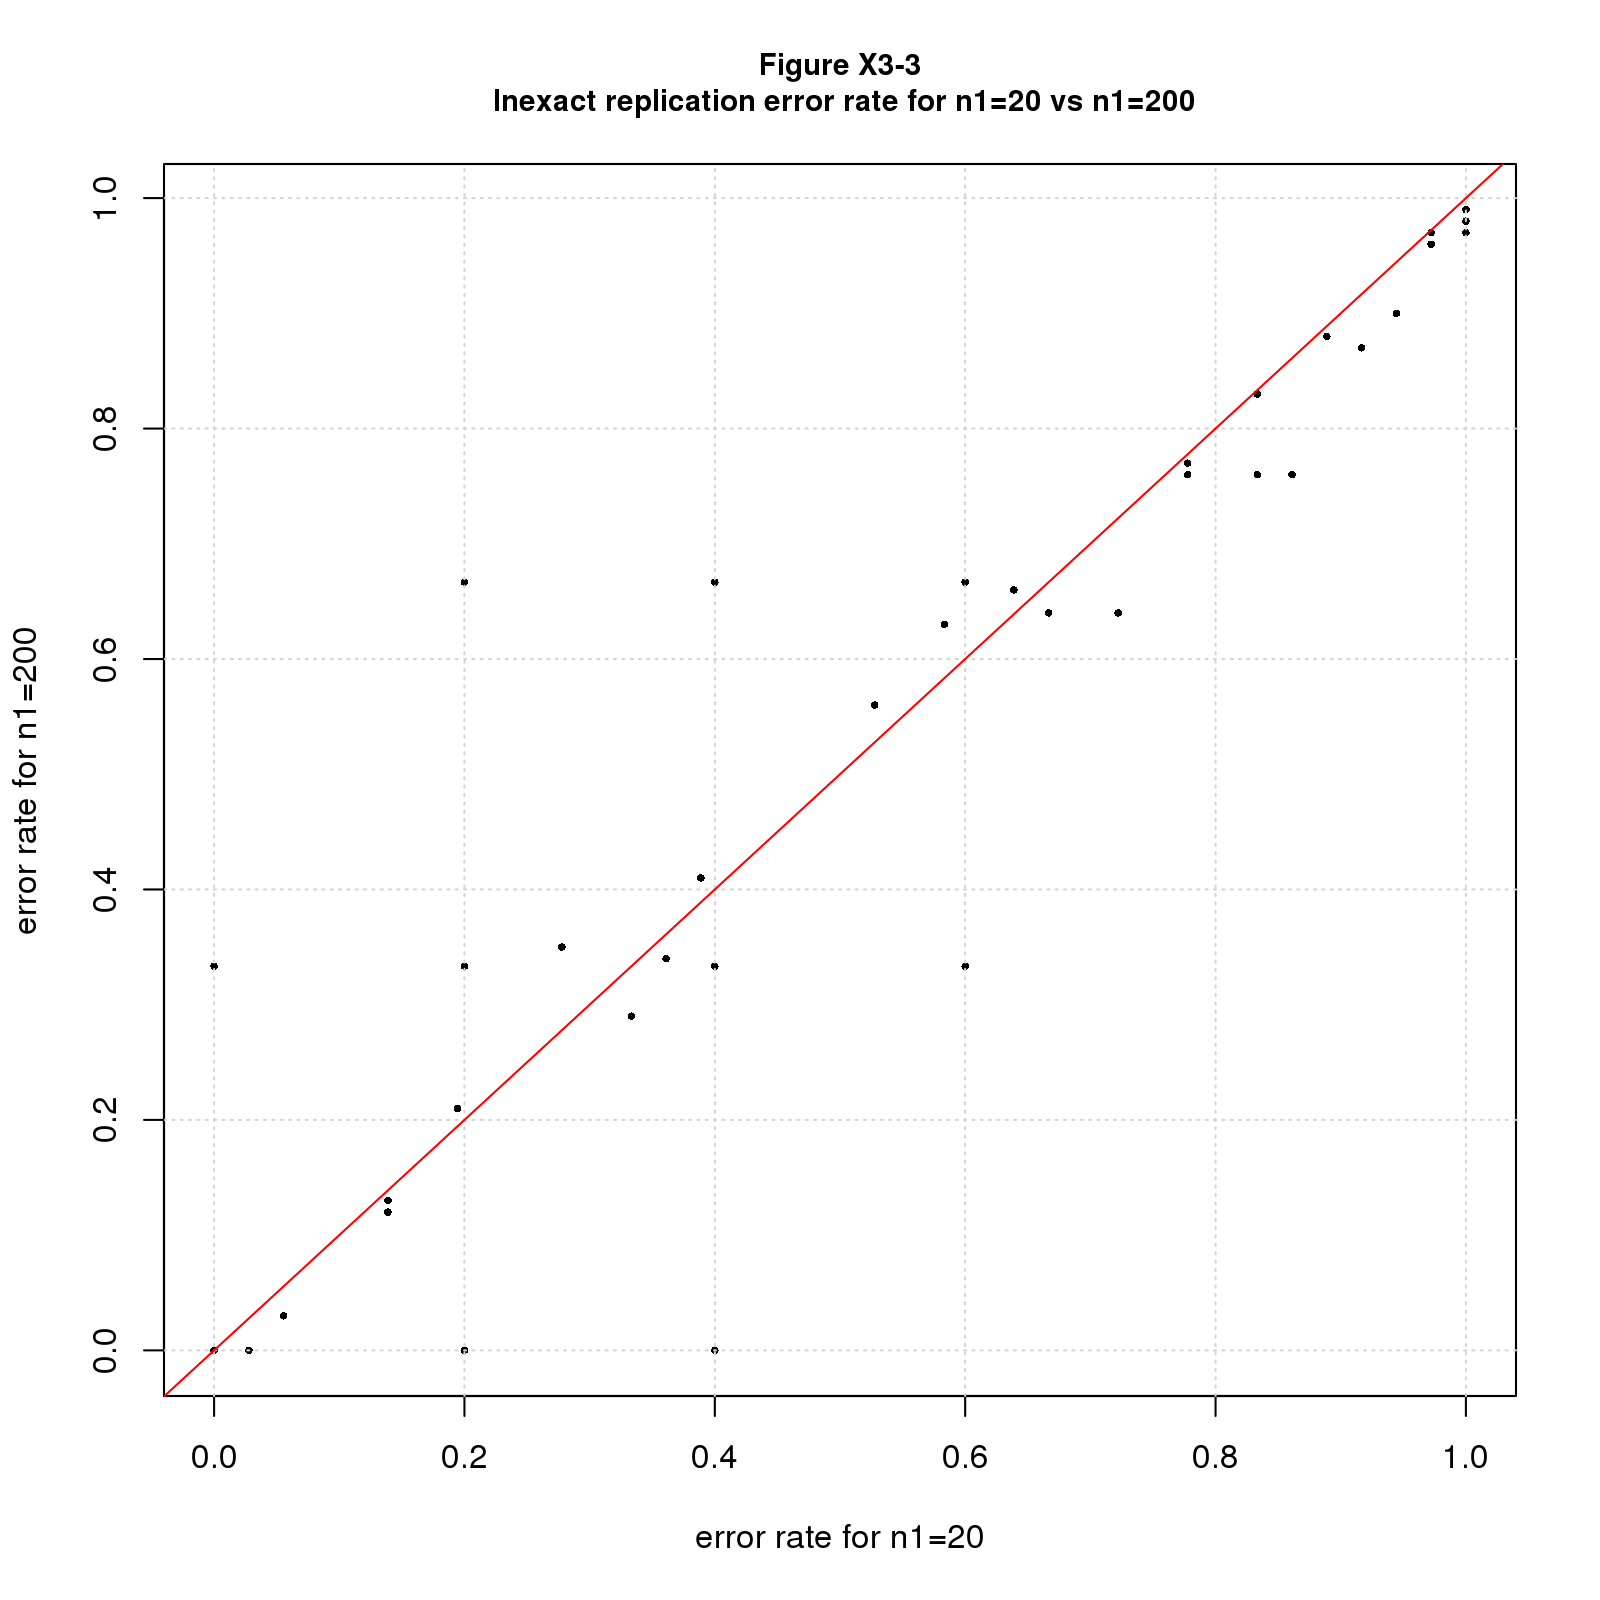 Figure X3-3
Inexact replication error rate for n1=20 vs n1=200
error rate for n1=200
1.0
0.8
0.6
0.4
0.2
0.0
0.0 0.2 0.4 0.6 0.8 1.0
error rate for n1=20